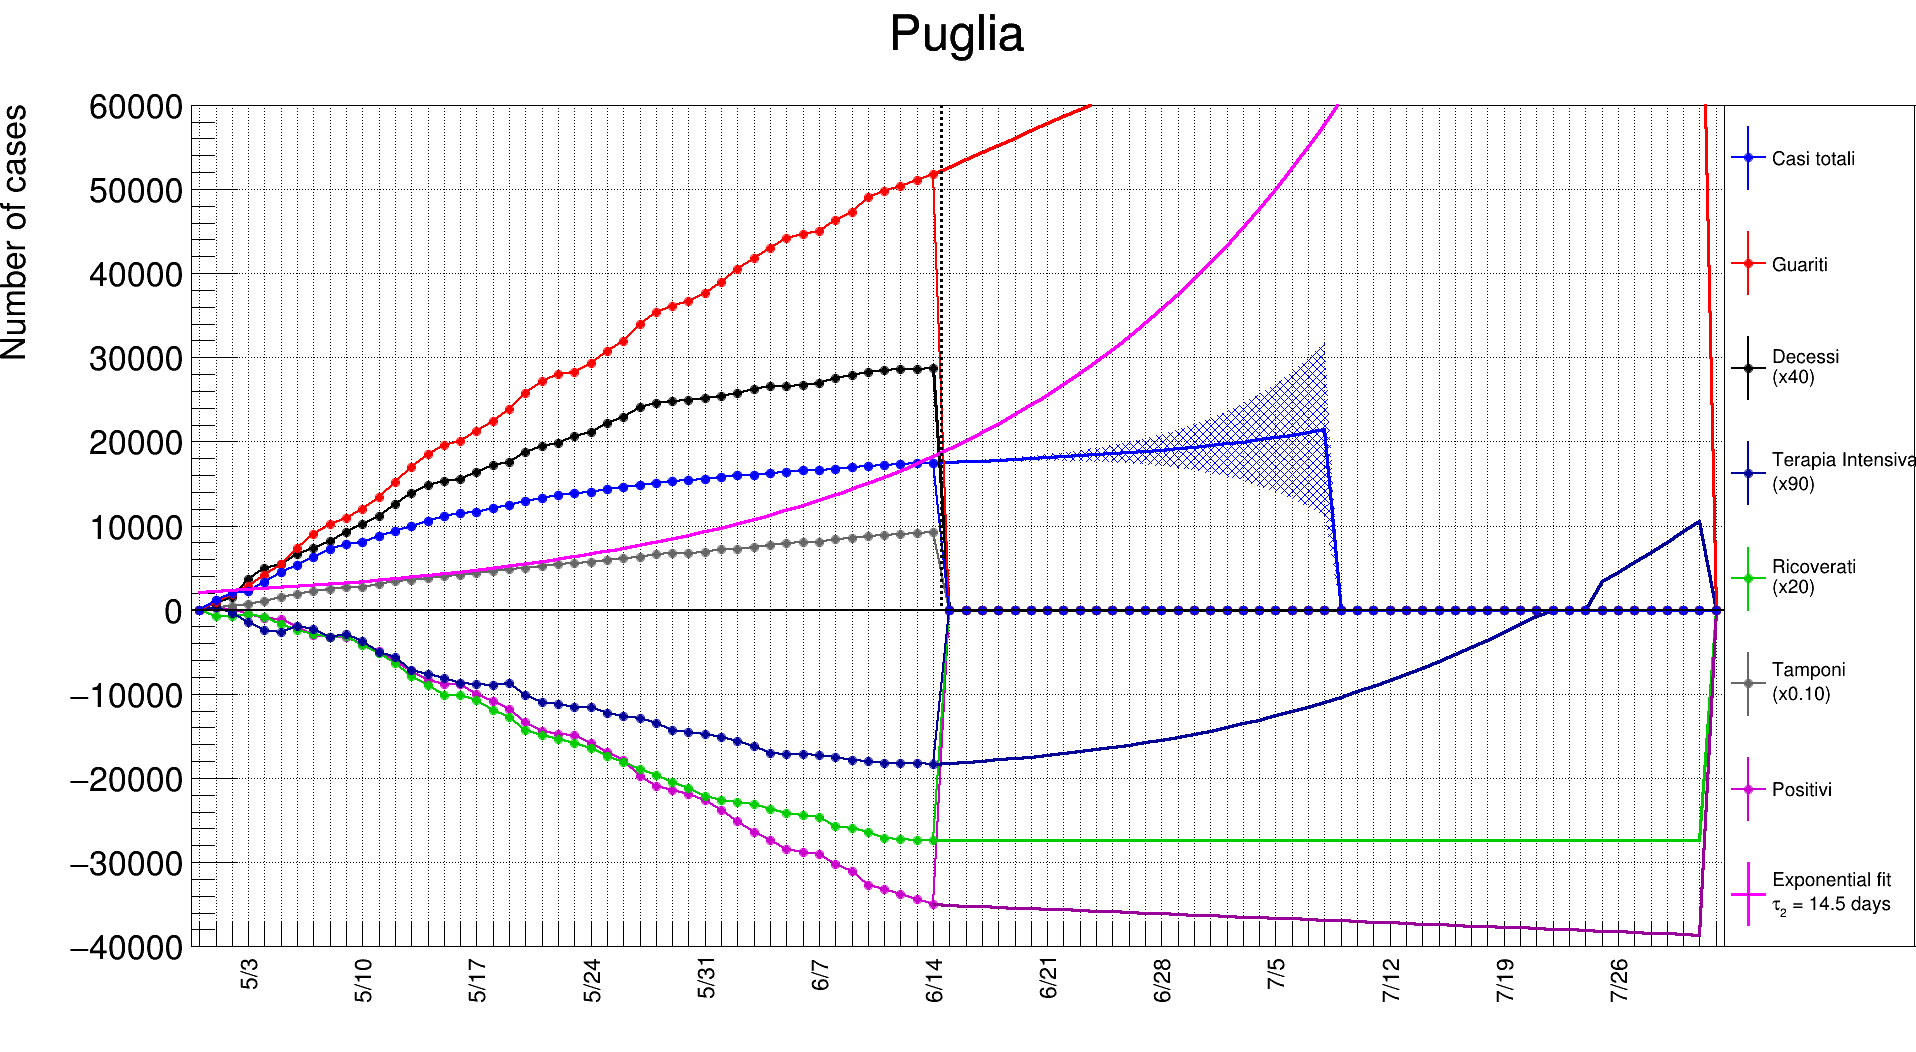 Puglia
Number of cases
60000
50000
40000
30000
20000
10000
0
−10000
−20000
−30000
−40000
5/3
5/10
5/17
5/24
5/31
6/7
6/14
6/21
6/28
7/5
7/12
7/19
7/26
Casi totali
Guariti
Decessi
(x40)
Terapia Intensiva
(x90)
Ricoverati
(x20)
Tamponi
(x0.10)
Positivi
Exponential fit
τ₂ = 14.5 days